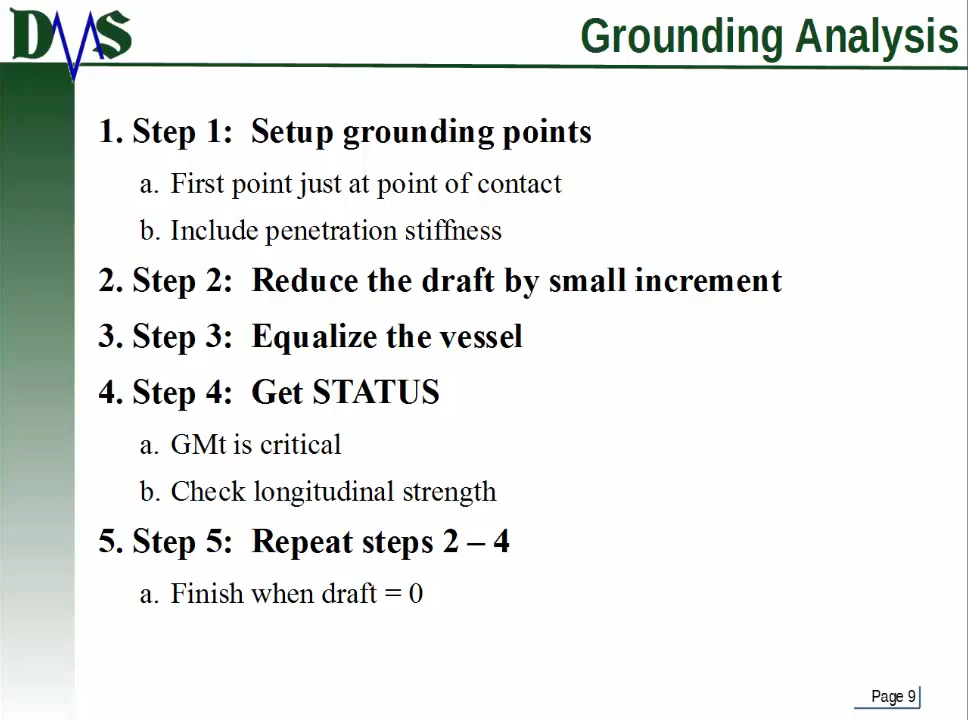 DMS
Grounding Analysis
1. Step 1: Setup grounding points
a. First point just at point of contact
b. Include penetration stiffness
2. Step 2: Reduce the draft by small increment
3. Step 3: Equalize the vessel
4. Step 4: Get STATUS
a. GMt is critical
b. Check longitudinal strength
5. Step 5: Repeat steps 2 – 4
a. Finish when draft = 0
Page 9